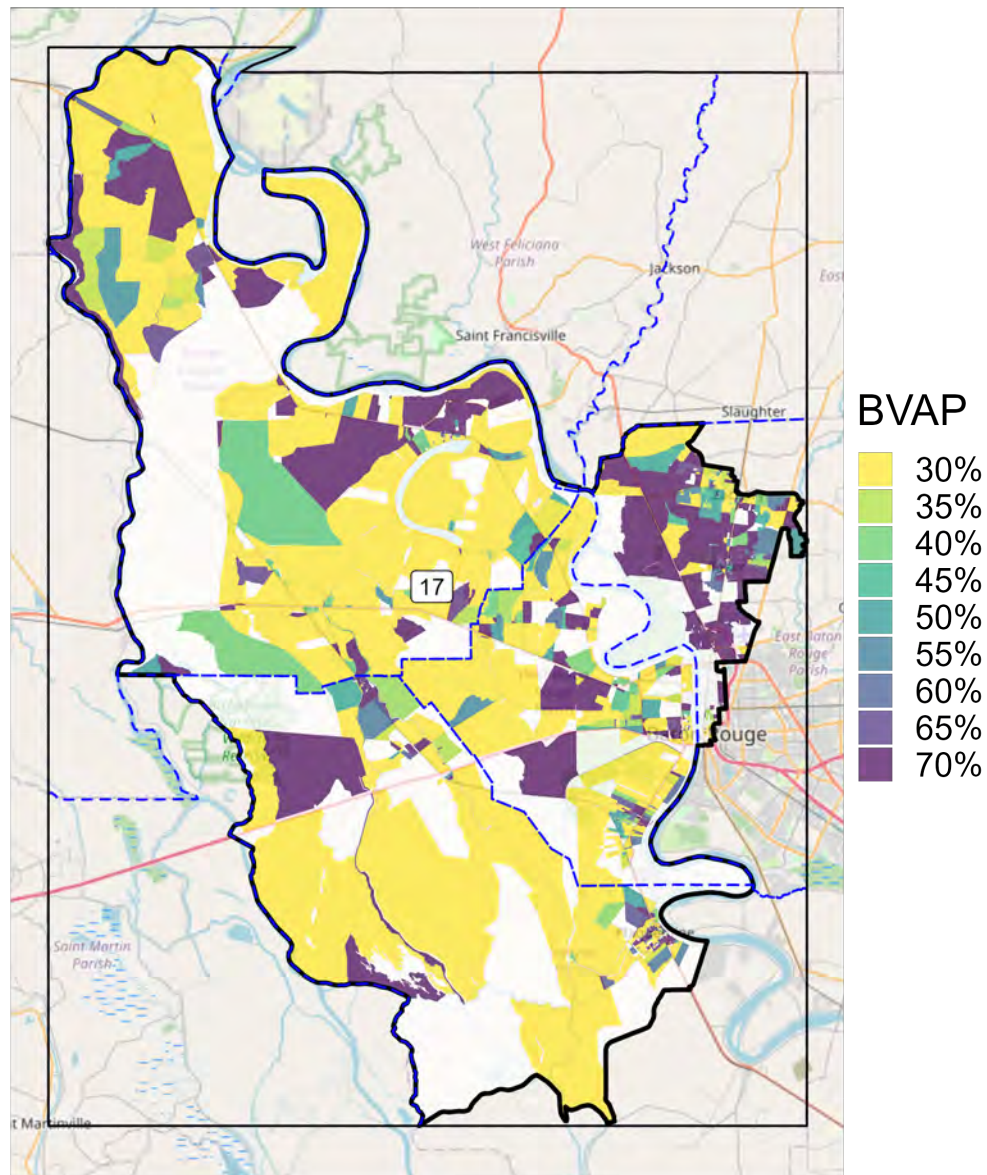 West Feliciana
Parish
Jackson
East
Saint Francisville
Slaughter
BVAP
30%
35%
40%
45%
50%
55%
60%
65%
70%
17
East Baton
Rouge
Parish
Rouge
Saint Martin
Parish
t Martinville